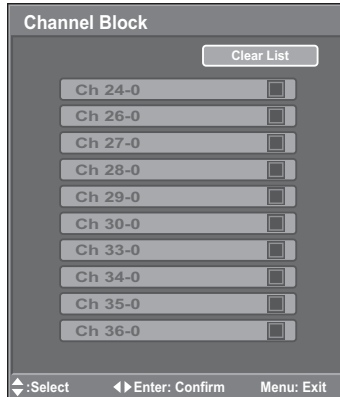 Channel Block
Clear List
Ch 24-0
Ch 26-0
Ch 27-0
Ch 28-0
Ch 29-0
Ch 30-0
Ch 33-0
Ch 34-0
Ch 35-0
Ch 36-0
:Select Enter: Confirm Menu: Exit